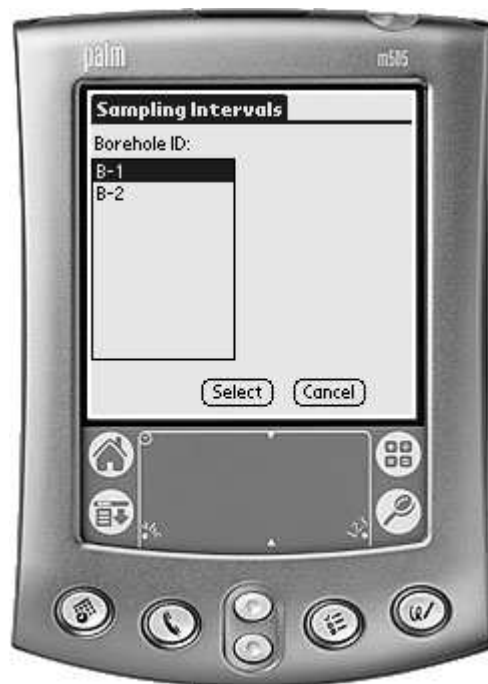 palm
m505
Sampling Intervals
Borehole ID:
B-1
B-2
Select
Cancel